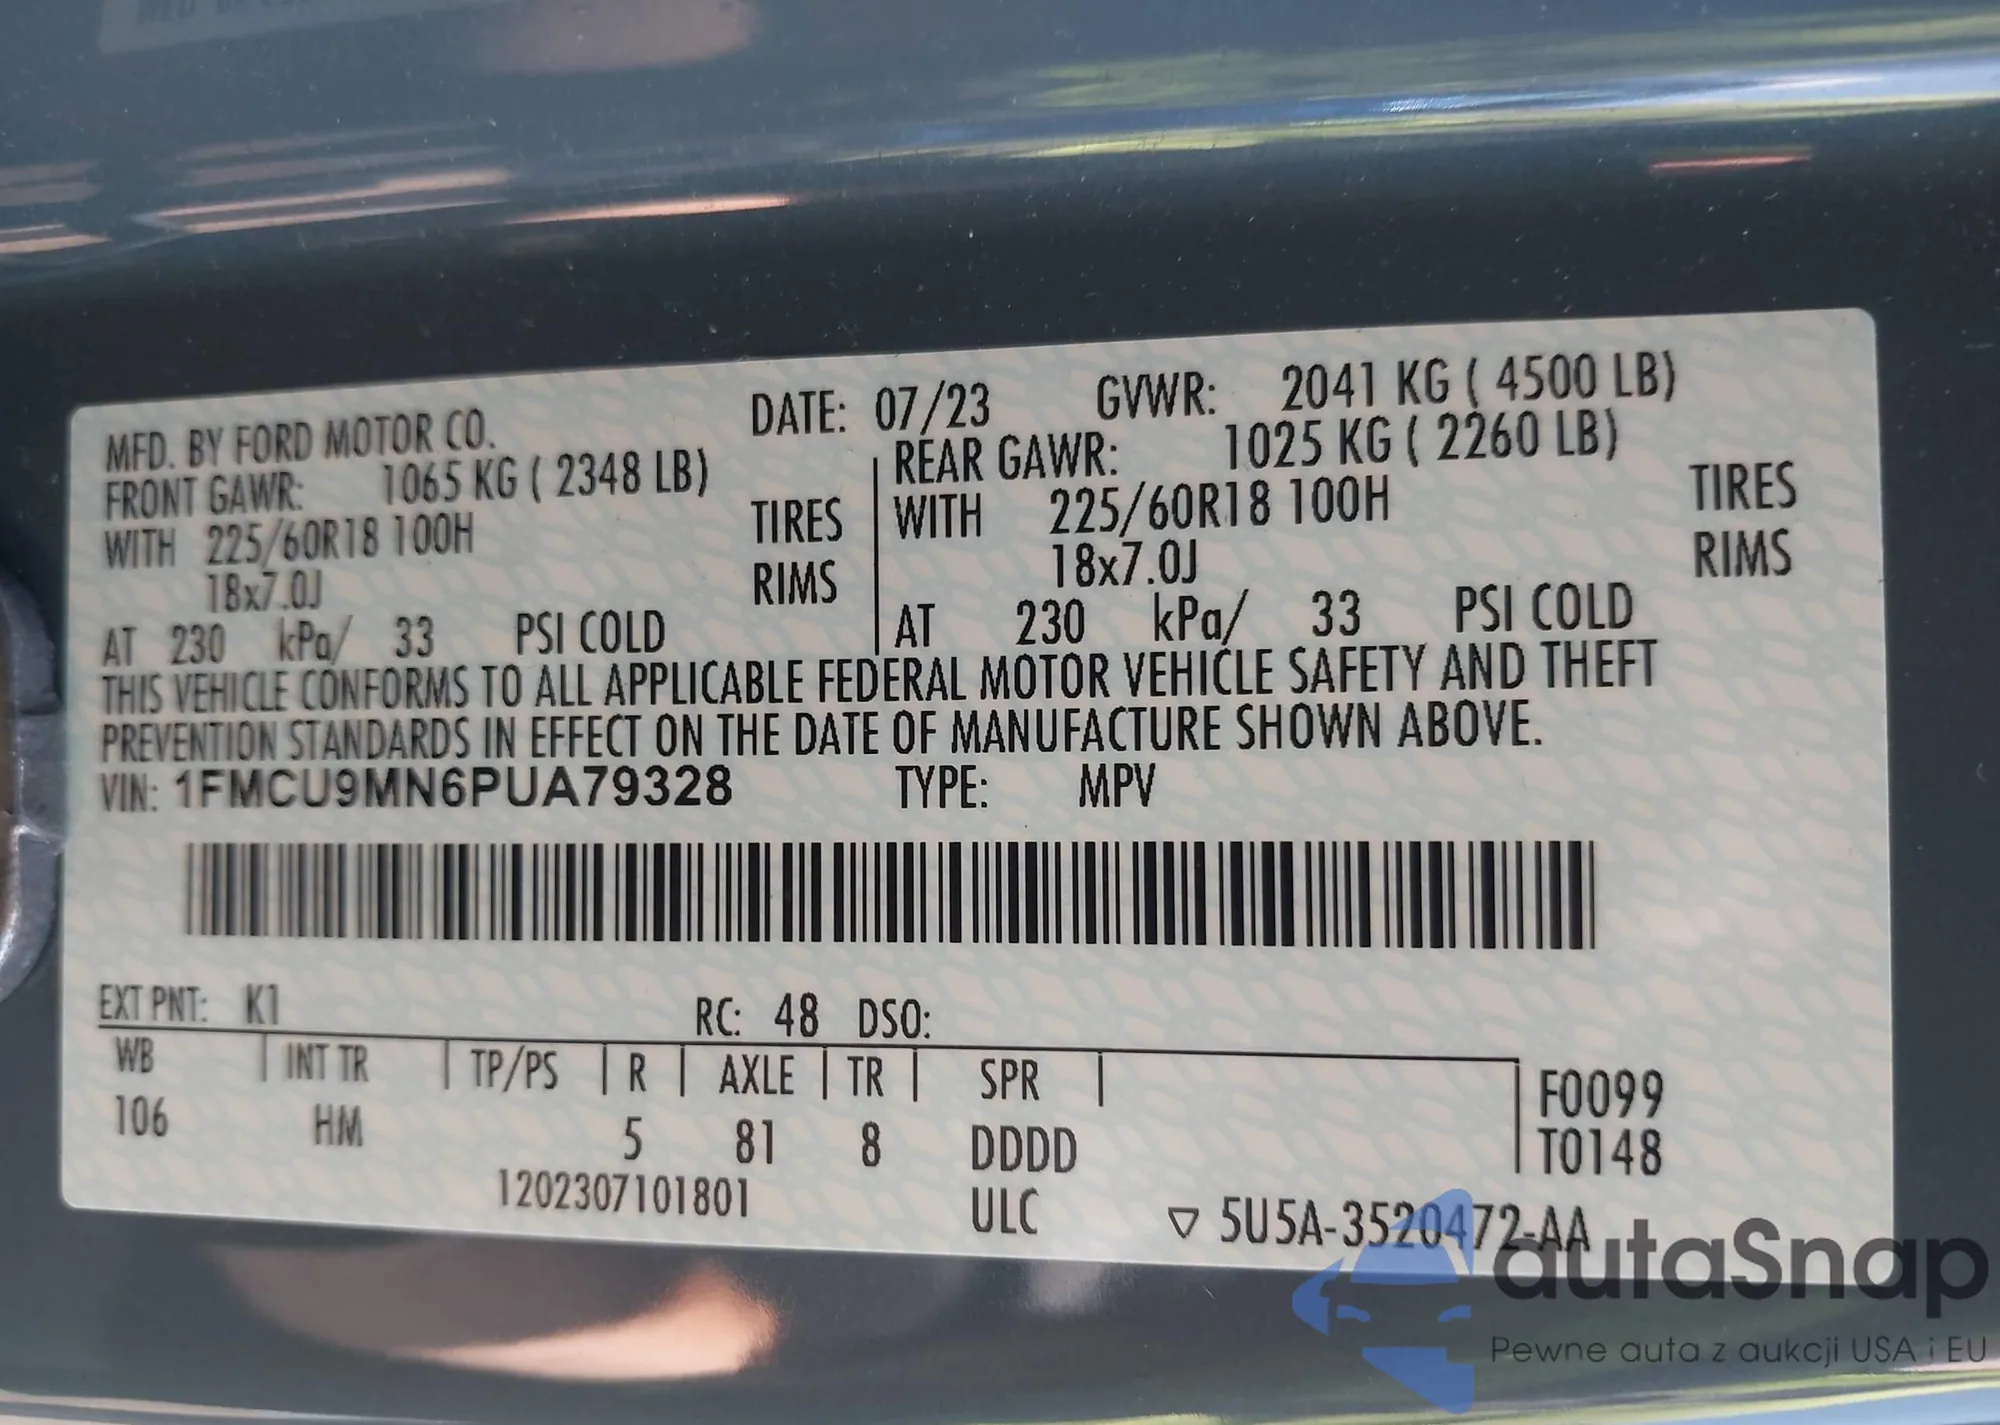 MFD. BY FORD MOTOR CO. DATE: 07/23 GVWR: 2041 KG ( 4500 LB)
FRONT GAWR: 1065 KG ( 2348 LB) REAR GAWR: 1025 KG ( 2260 LB)
WITH 225/60R18 100H TIRES WITH 225/60R18 100H TIRES
18x7.0J RIMS 18x7.0J RIMS
AT 230 kPa/ 33 PSI COLD AT 230 kPa/ 33 PSI COLD
THIS VEHICLE CONFORMS TO ALL APPLICABLE FEDERAL MOTOR VEHICLE SAFETY AND THEFT
PREVENTION STANDARDS IN EFFECT ON THE DATE OF MANUFACTURE SHOWN ABOVE.
VIN: 1FMCU9MN6PUA79328 TYPE: MPV
EXT PNT: K1 RC: 48 DSO:
WB INT TR TP/PS R AXLE TR SPR F0099
106 HM 5 81 8 DDDD T0148
1202307101801 ULC ▽ 5U5A-3520472-AA
autaSnap
Pewne auta z aukcji USA i EU